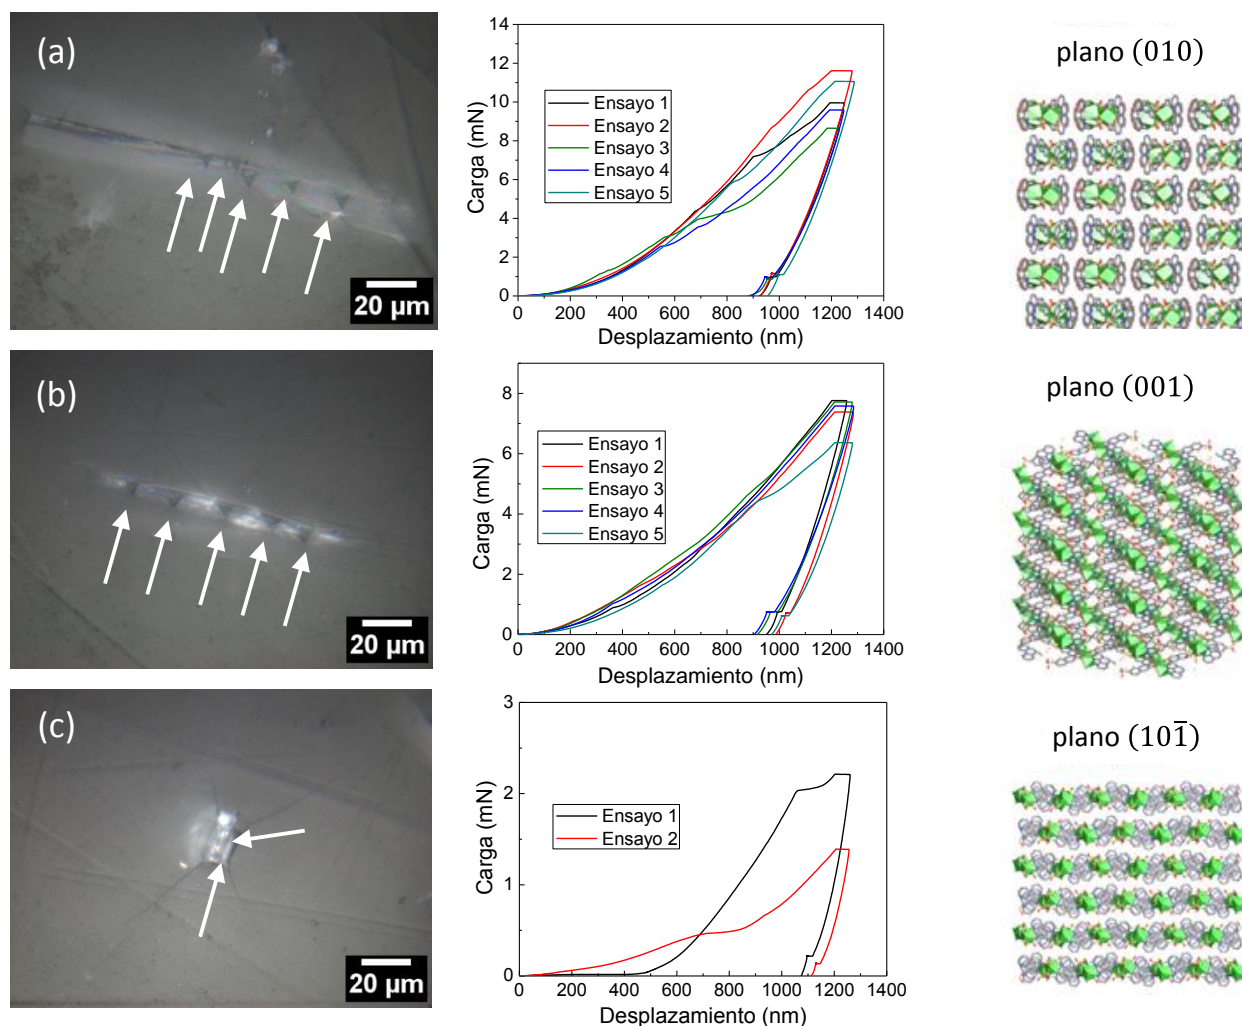 (a)
20 µm
Carga (mN)
14
12
10
8
6
4
2
0
Ensayo 1
Ensayo 2
Ensayo 3
Ensayo 4
Ensayo 5
0 200 400 600 800 1000 1200 1400
Desplazamiento (nm)
plano (010)
(b)
20 µm
Carga (mN)
8
6
4
2
0
Ensayo 1
Ensayo 2
Ensayo 3
Ensayo 4
Ensayo 5
0 200 400 600 800 1000 1200 1400
Desplazamiento (nm)
plano (001)
(c)
20 µm
Carga (mN)
3
2
1
0
Ensayo 1
Ensayo 2
0 200 400 600 800 1000 1200 1400
Desplazamiento (nm)
plano (101̅)